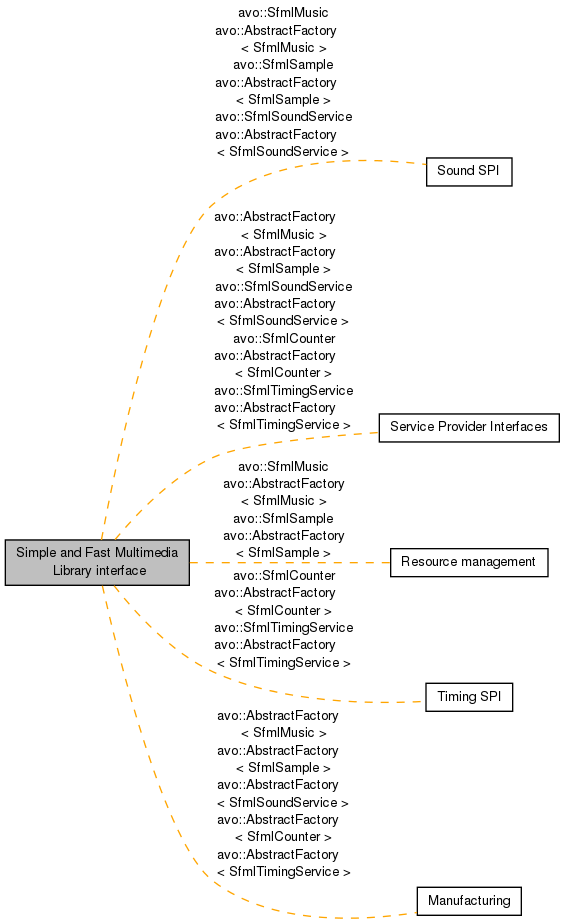 avo::SfmlMusic
avo::AbstractFactory
< SfmlMusic >
avo::SfmlSample
avo::AbstractFactory
< SfmlSample >
avo::SfmlSoundService
avo::AbstractFactory
< SfmlSoundService >
Sound SPI
avo::AbstractFactory
< SfmlMusic >
avo::AbstractFactory
< SfmlSample >
avo::SfmlSoundService
avo::AbstractFactory
< SfmlSoundService >
avo::SfmlCounter
avo::AbstractFactory
< SfmlCounter >
avo::SfmlTimingService
avo::AbstractFactory
< SfmlTimingService >
Service Provider Interfaces
avo::SfmlMusic
avo::AbstractFactory
< SfmlMusic >
avo::SfmlSample
avo::AbstractFactory
< SfmlSample >
Simple and Fast Multimedia
Library interface
Resource management
avo::SfmlCounter
avo::AbstractFactory
< SfmlCounter >
avo::SfmlTimingService
avo::AbstractFactory
< SfmlTimingService >
Timing SPI
avo::AbstractFactory
< SfmlMusic >
avo::AbstractFactory
< SfmlSample >
avo::AbstractFactory
< SfmlSoundService >
avo::AbstractFactory
< SfmlCounter >
avo::AbstractFactory
< SfmlTimingService >
Manufacturing